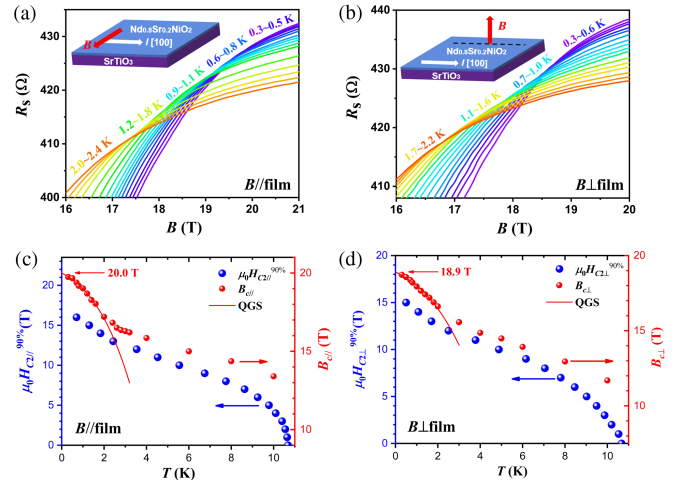 (a)
B
Nd0.8Sr0.2NiO2
I [100]
SrTiO3
0.3~0.5 K
0.6~0.8 K
0.9~1.1 K
1.2~1.8 K
2.0~2.4 K
B//film
RS (Ω)
430
420
410
400
16 17 18 19 20 21
B (T)
(b)
B
Nd0.8Sr0.2NiO2
I [100]
SrTiO3
0.3~0.6 K
0.7~1.0 K
1.1~1.6 K
1.7~2.2 K
B⊥film
RS (Ω)
440
430
420
410
16 17 18 19 20
B (T)
(c)
20.0 T
μ0HC2//90%
Bc//
QGS
B//film
μ0HC2//90%(T)
20
15
10
5
0
Bc// (T)
20
15
10
0 2 4 6 8 10
T (K)
(d)
18.9 T
μ0HC2⊥90%
Bc⊥
QGS
B⊥film
μ0HC2⊥90%(T)
20
15
10
5
0
Bc⊥ (T)
20
15
10
0 2 4 6 8 10
T (K)